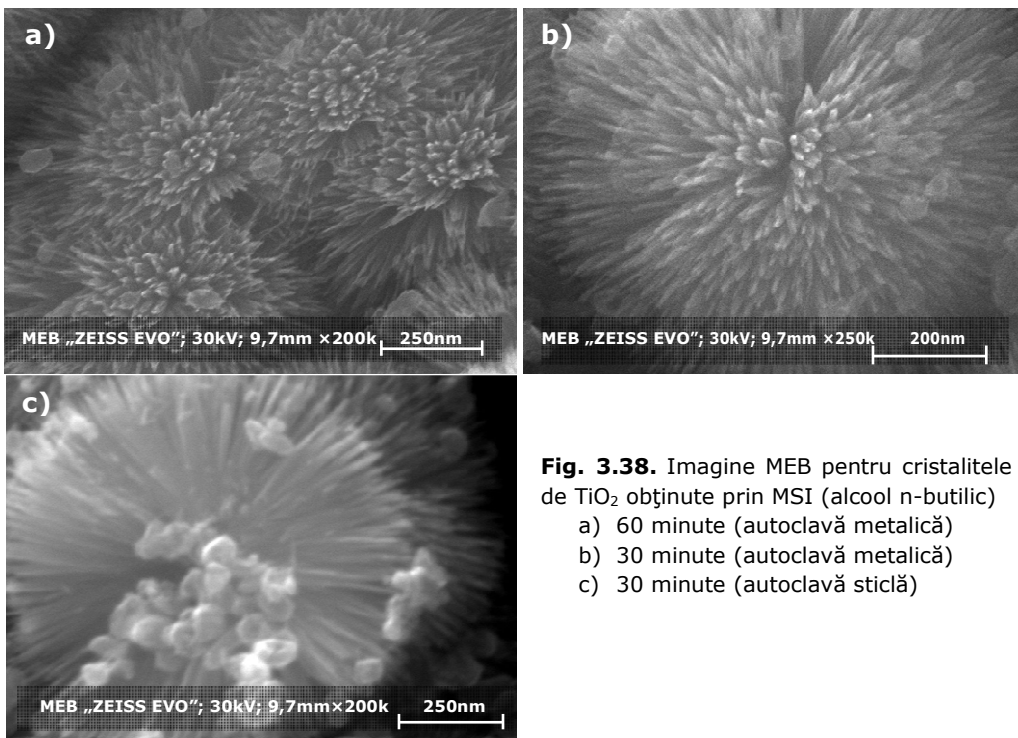 a)
MEB „ZEISS EVO”; 30kV; 9,7mm ×200k 250nm
b)
MEB „ZEISS EVO”; 30kV; 9,7mm ×250k 200nm
c)
MEB „ZEISS EVO”; 30kV; 9,7mm×200k 250nm
Fig. 3.38. Imagine MEB pentru cristalitele
de TiO₂ obţinute prin MSI (alcool n-butilic)
a) 60 minute (autoclavă metalică)
b) 30 minute (autoclavă metalică)
c) 30 minute (autoclavă sticlă)